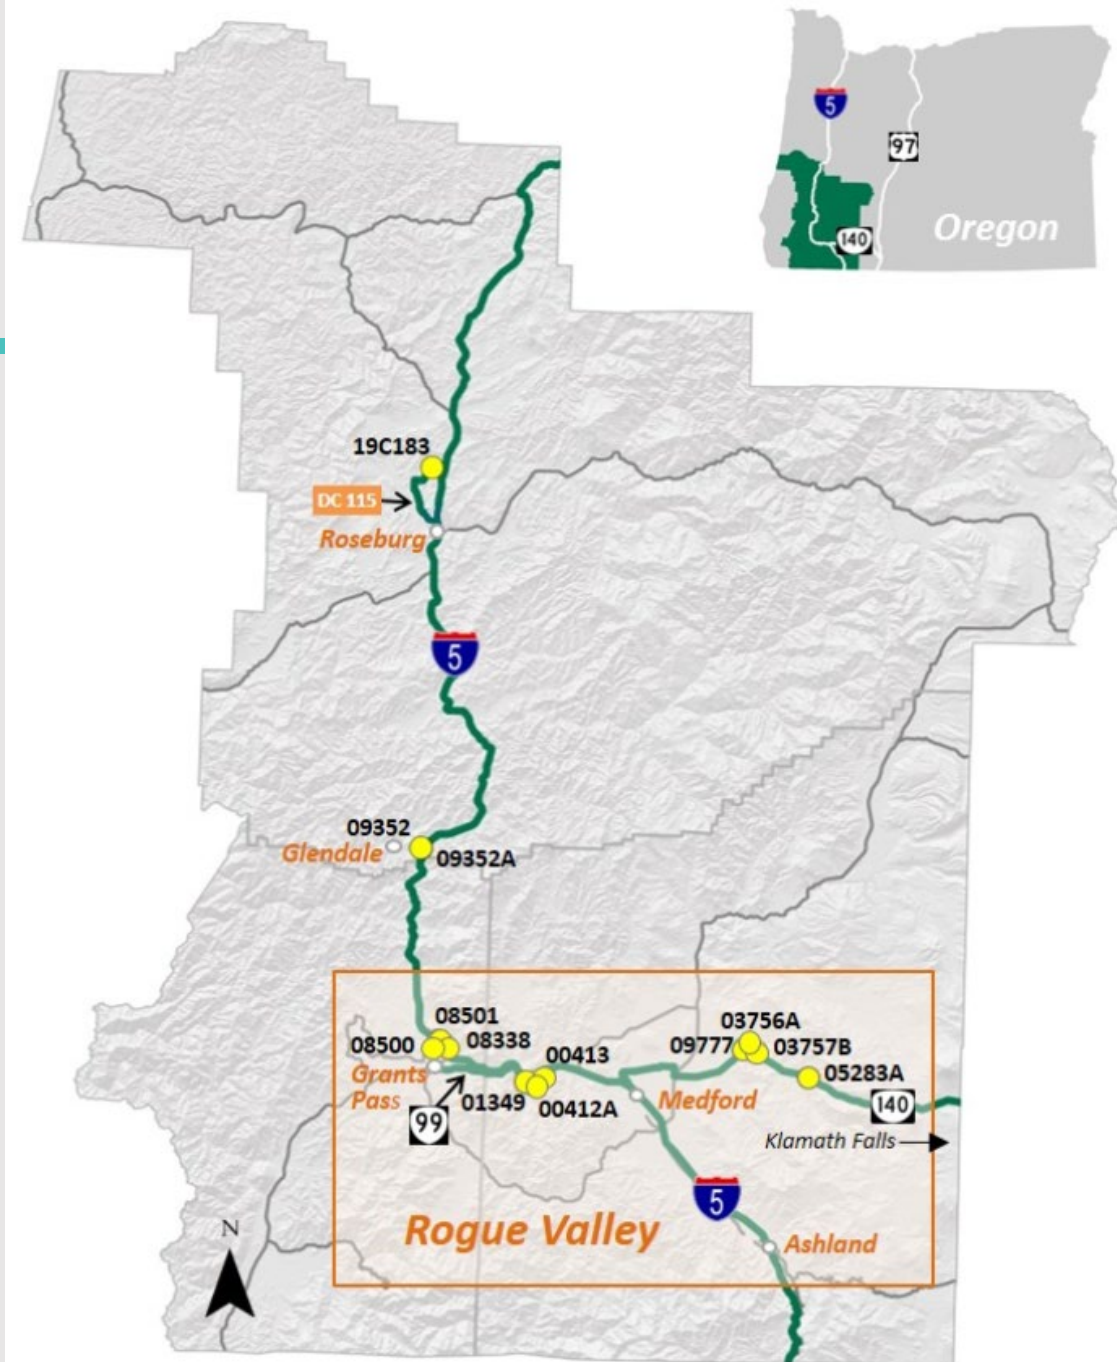 5
97
140
Oregon
19C183
DC 115
Roseburg
5
09352
Glendale
09352A
08501
08500
08338
Grants
Pass
99
01349
00413
00412A
Medford
03756A
09777
03757B
05283A
140
Klamath Falls
5
Rogue Valley
Ashland
N